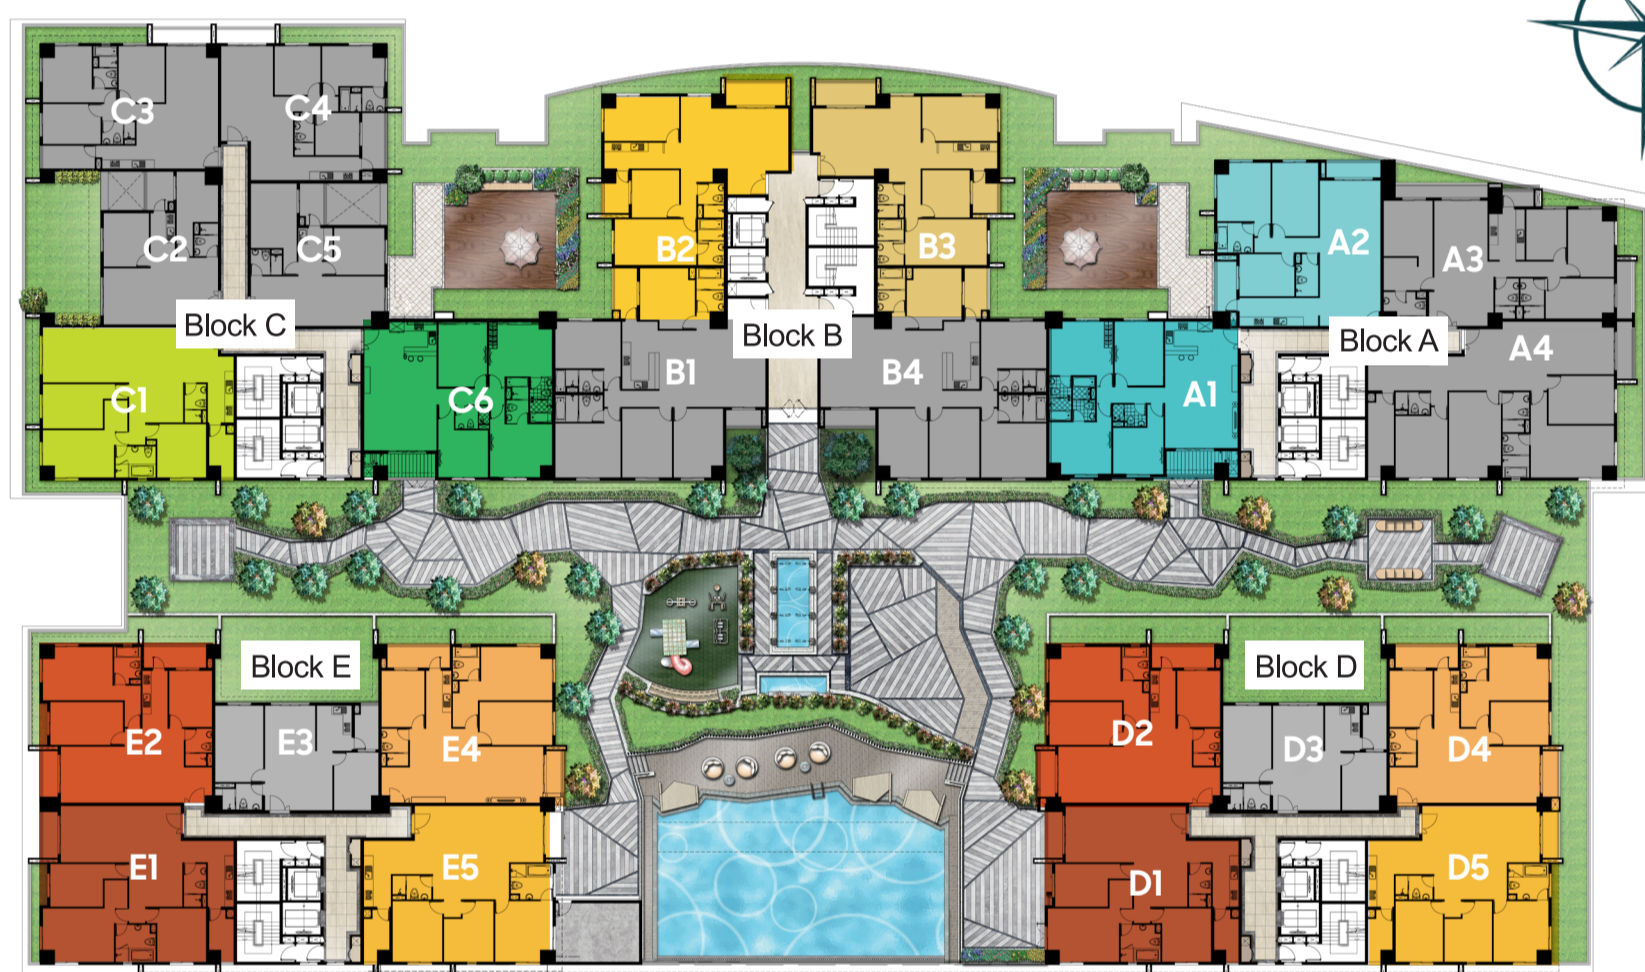 C3
C4
C2
C5
B2
B3
A2
A3
Block C
Block B
Block A
C1
C6
B1
B4
A1
A4
Block E
Block D
E2
E3
E4
D2
D3
D4
E1
E5
D1
D5